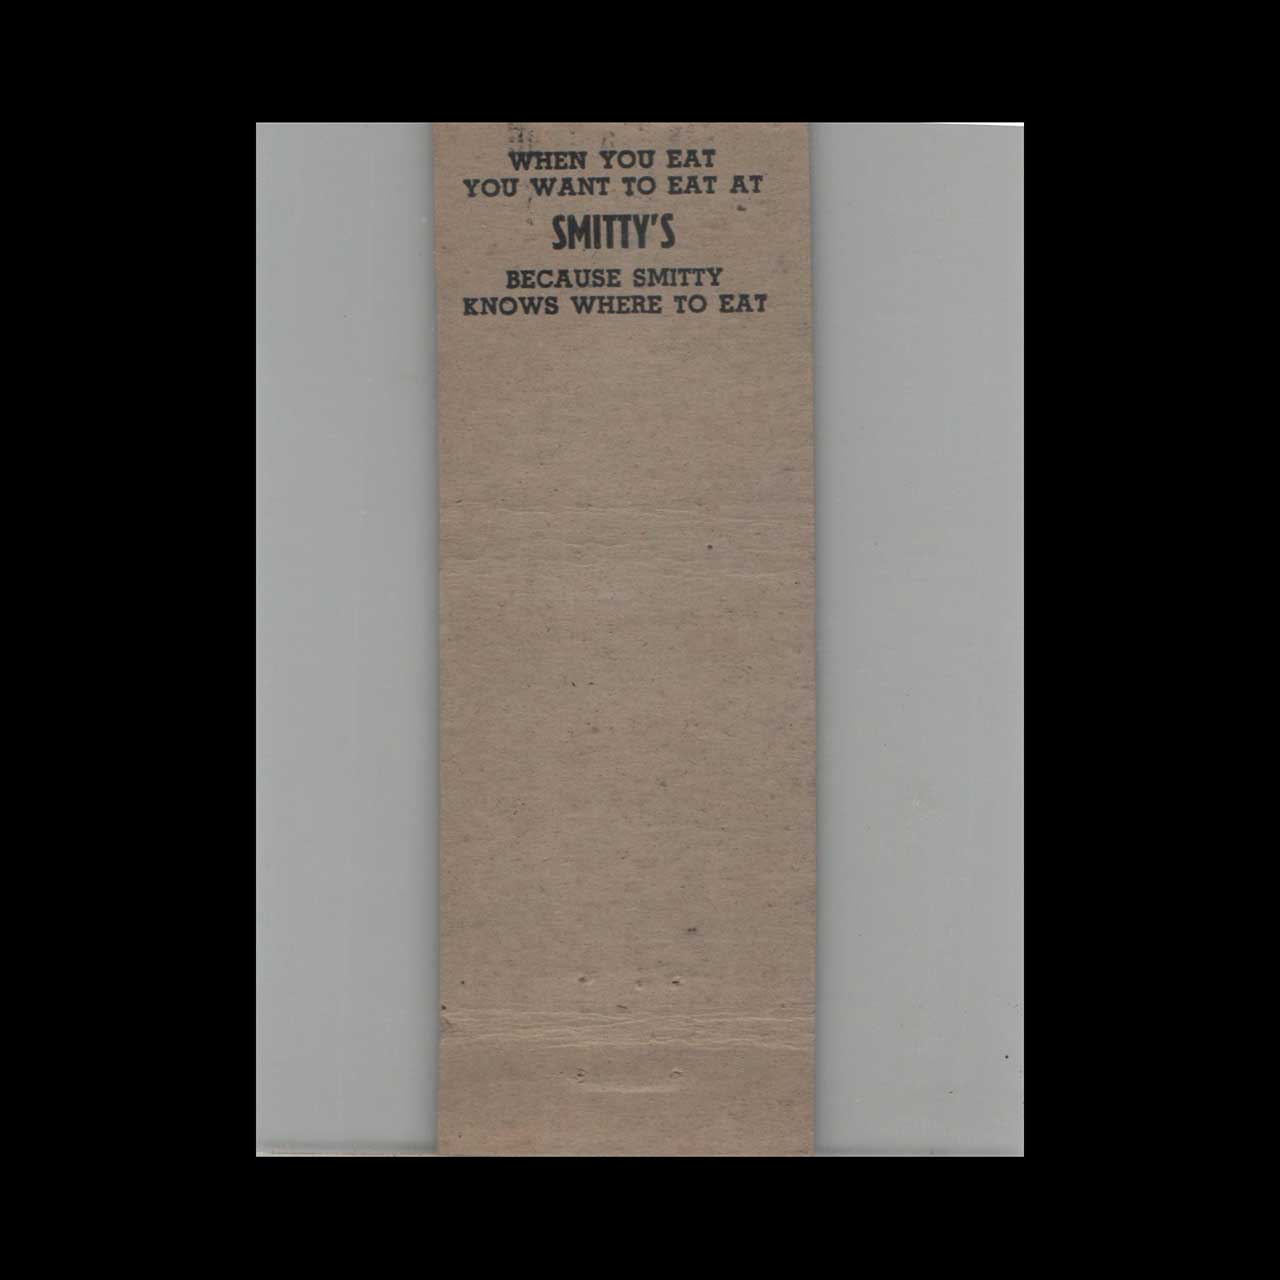 WHEN YOU EAT
YOU WANT TO EAT AT
SMITTY'S
BECAUSE SMITTY
KNOWS WHERE TO EAT